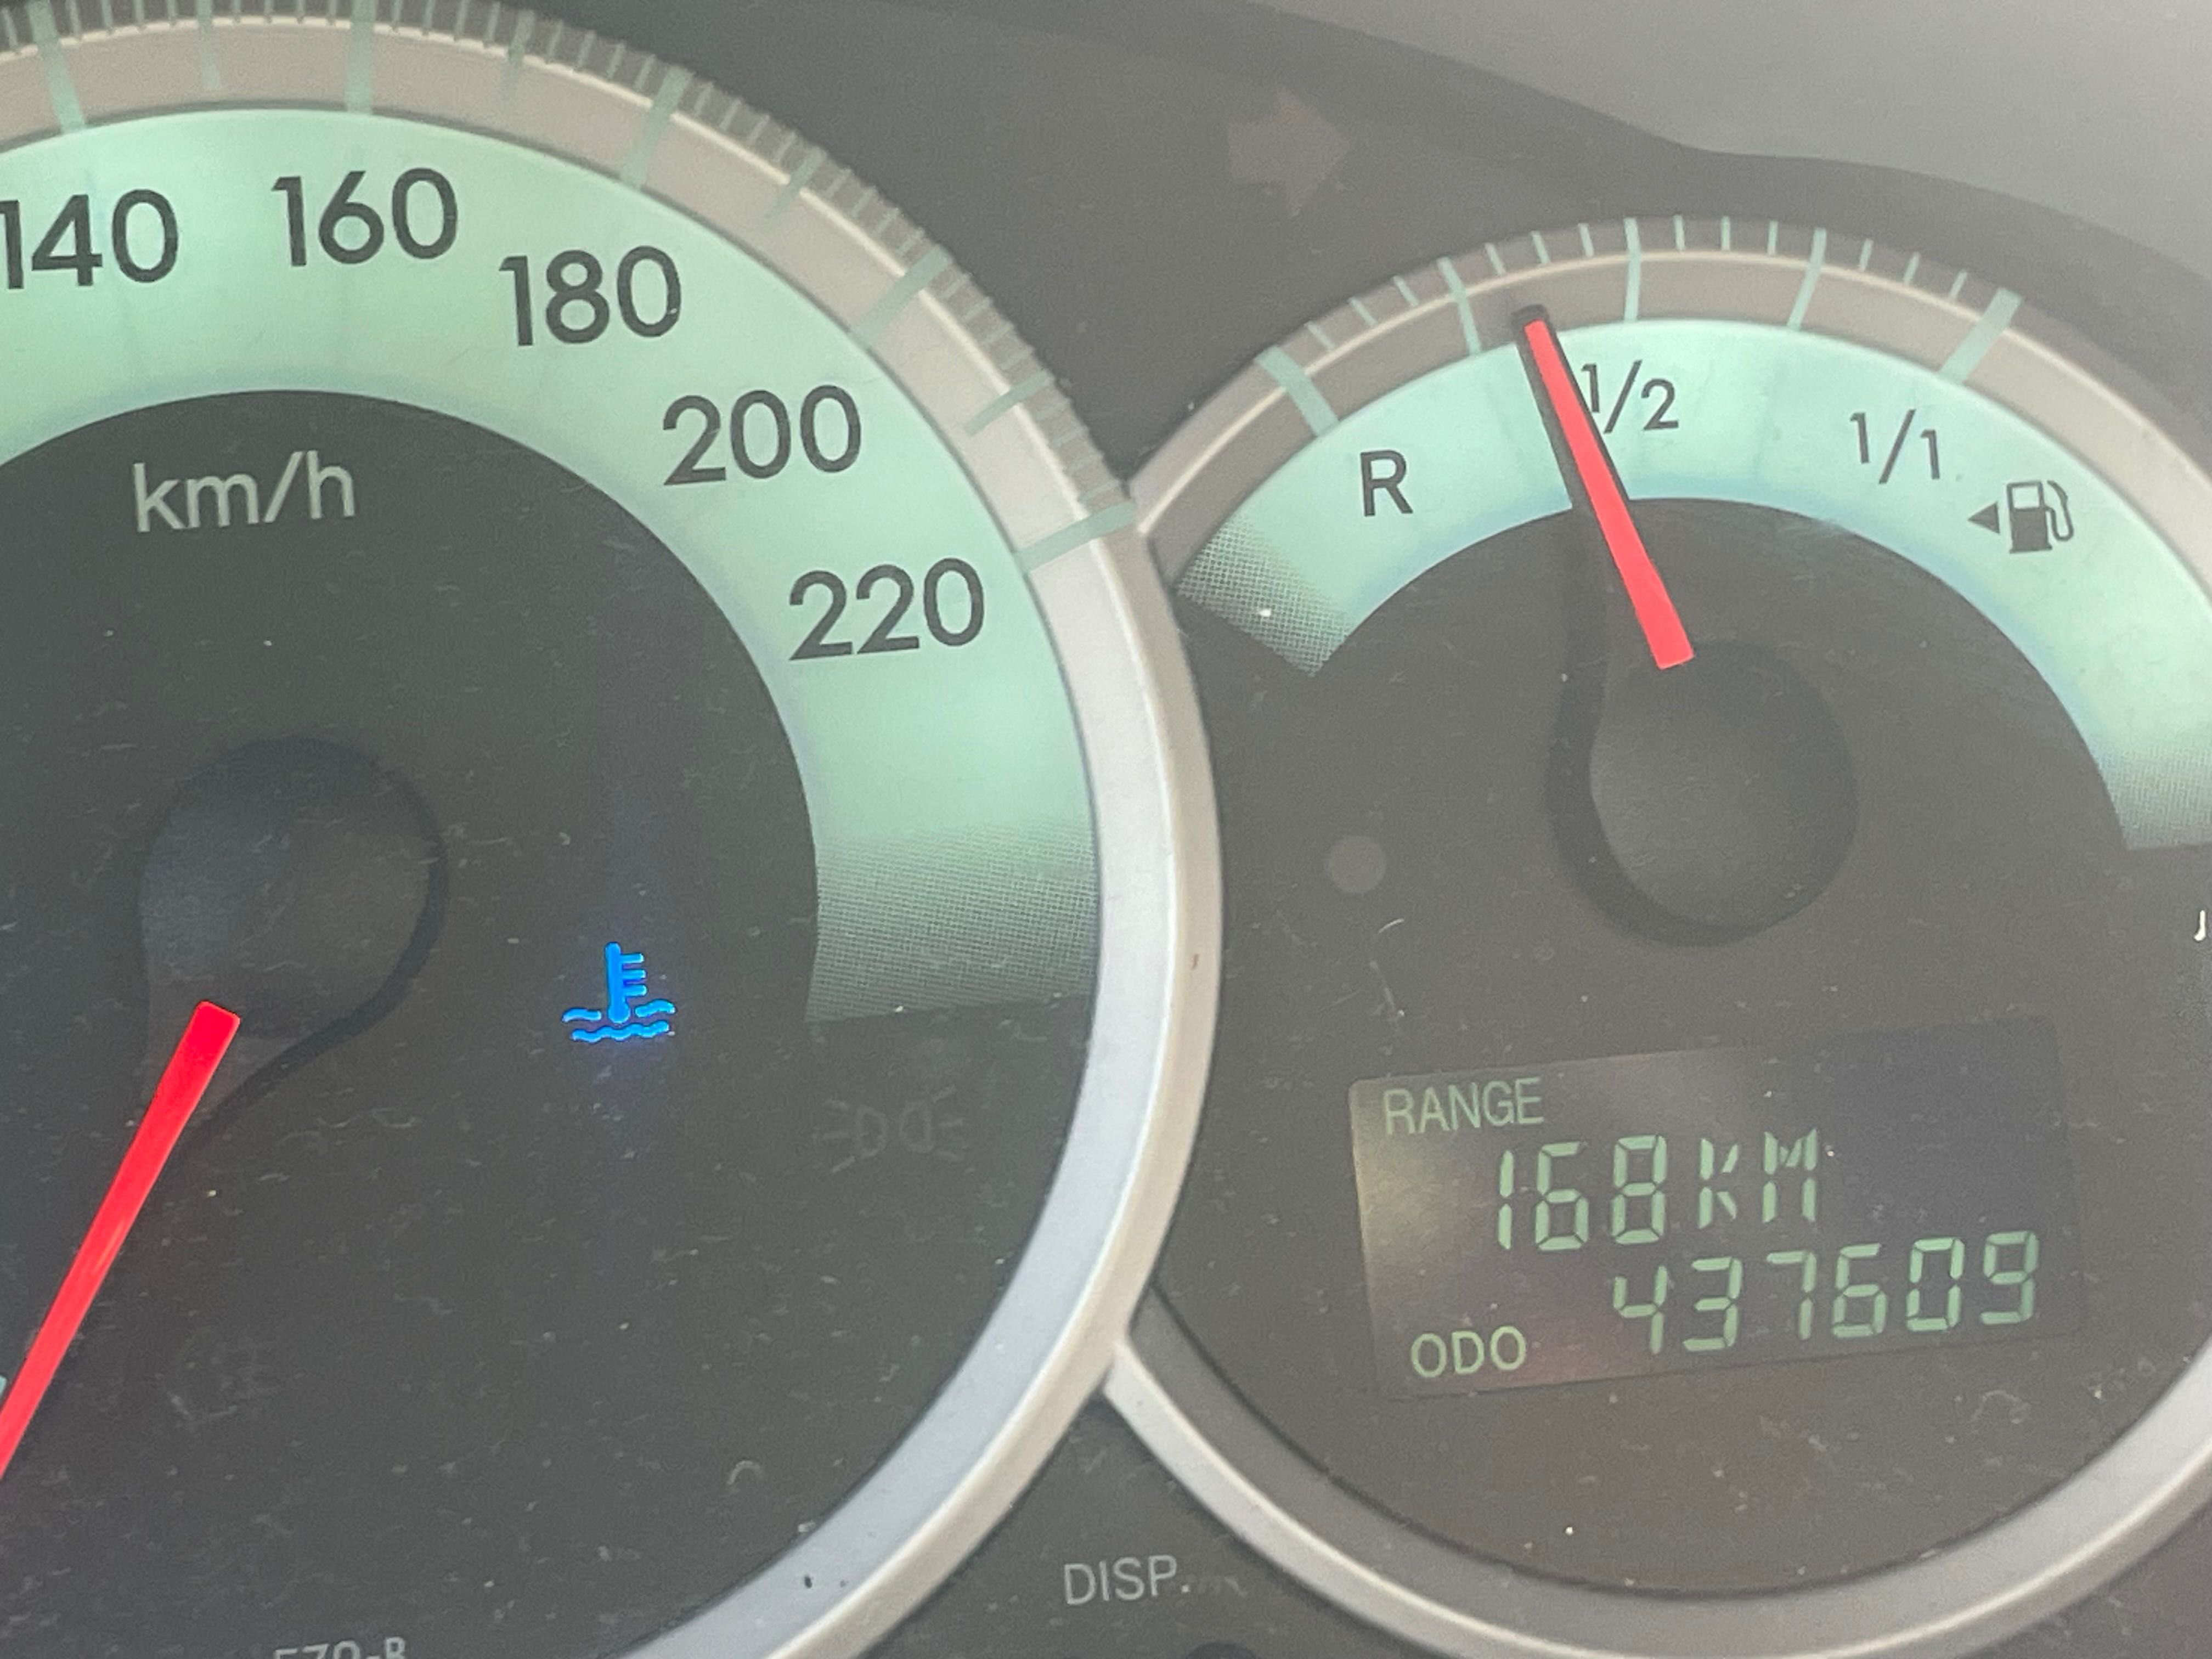 140
160
180
200
220
km/h
R
1/2
1/1
RANGE
168KM
437609
ODO
DISP.